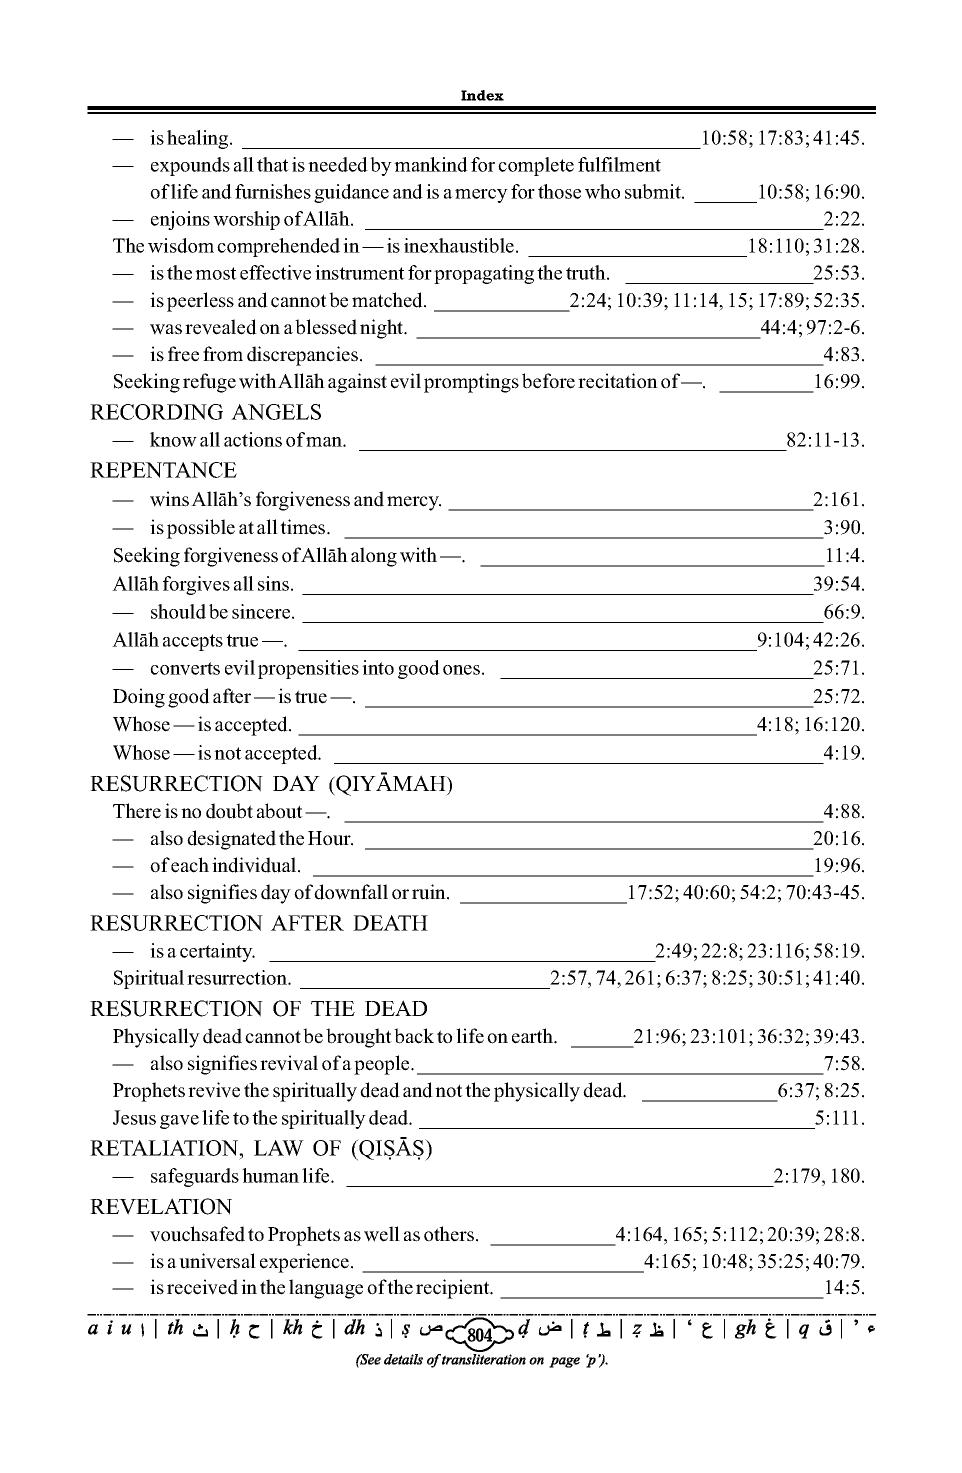 Index
— is healing. 10:58; 17:83; 41:45.
— expounds all that is needed by mankind for complete fulfilment
of life and furnishes guidance and is a mercy for those who submit. 10:58; 16:90.
— enjoins worship of Allāh. 2:22.
The wisdom comprehended in — is inexhaustible. 18:110; 31:28.
— is the most effective instrument for propagating the truth. 25:53.
— is peerless and cannot be matched. 2:24; 10:39; 11:14, 15; 17:89; 52:35.
— was revealed on a blessed night. 44:4; 97:2-6.
— is free from discrepancies. 4:83.
Seeking refuge with Allāh against evil promptings before recitation of —. 16:99.
RECORDING ANGELS
— know all actions of man. 82:11-13.
REPENTANCE
— wins Allāh’s forgiveness and mercy. 2:161.
— is possible at all times. 3:90.
Seeking forgiveness of Allāh along with —. 11:4.
Allāh forgives all sins. 39:54.
— should be sincere. 66:9.
Allāh accepts true —. 9:104; 42:26.
— converts evil propensities into good ones. 25:71.
Doing good after — is true —. 25:72.
Whose — is accepted. 4:18; 16:120.
Whose — is not accepted. 4:19.
RESURRECTION DAY (QIYĀMAH)
There is no doubt about —. 4:88.
— also designated the Hour. 20:16.
— of each individual. 19:96.
— also signifies day of downfall or ruin. 17:52; 40:60; 54:2; 70:43-45.
RESURRECTION AFTER DEATH
— is a certainty. 2:49; 22:8; 23:116; 58:19.
Spiritual resurrection. 2:57, 74, 261; 6:37; 8:25; 30:51; 41:40.
RESURRECTION OF THE DEAD
Physically dead cannot be brought back to life on earth. 21:96; 23:101; 36:32; 39:43.
— also signifies revival of a people. 7:58.
Prophets revive the spiritually dead and not the physically dead. 6:37; 8:25.
Jesus gave life to the spiritually dead. 5:111.
RETALIATION, LAW OF (QIṢĀṢ)
— safeguards human life. 2:179, 180.
REVELATION
— vouchsafed to Prophets as well as others. 4:164, 165; 5:112; 20:39; 28:8.
— is a universal experience. 4:165; 10:48; 35:25; 40:79.
— is received in the language of the recipient. 14:5.
a i u ا | th ث | ḥ ح | kh خ | dh ذ | ṣ ص 804 ḍ ض | ṭ ط | ẓ ظ | ‘ ع | gh غ | q ق | ’ ء
(See details of transliteration on page ‘p’).